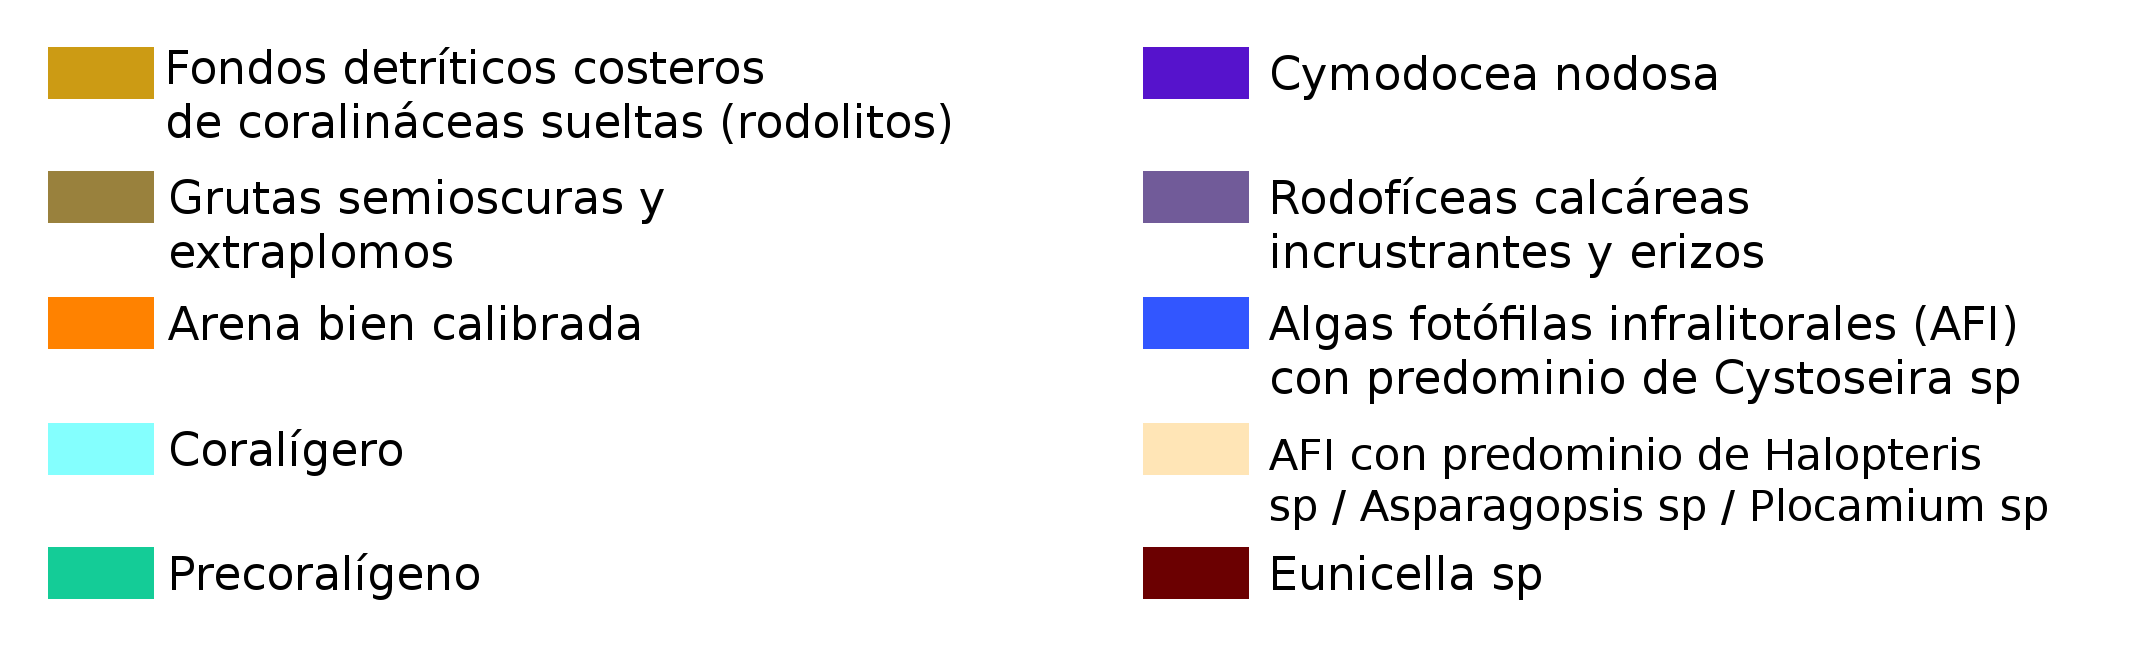 Fondos detríticos costeros
de coralináceas sueltas (rodolitos)
Grutas semioscuras y
extraplomos
Arena bien calibrada
Coralígero
Precoralígeno
Cymodocea nodosa
Rodofíceas calcáreas
incrustrantes y erizos
Algas fotófilas infralitorales (AFI)
con predominio de Cystoseira sp
AFI con predominio de Halopteris
sp / Asparagopsis sp / Plocamium sp
Eunicella sp